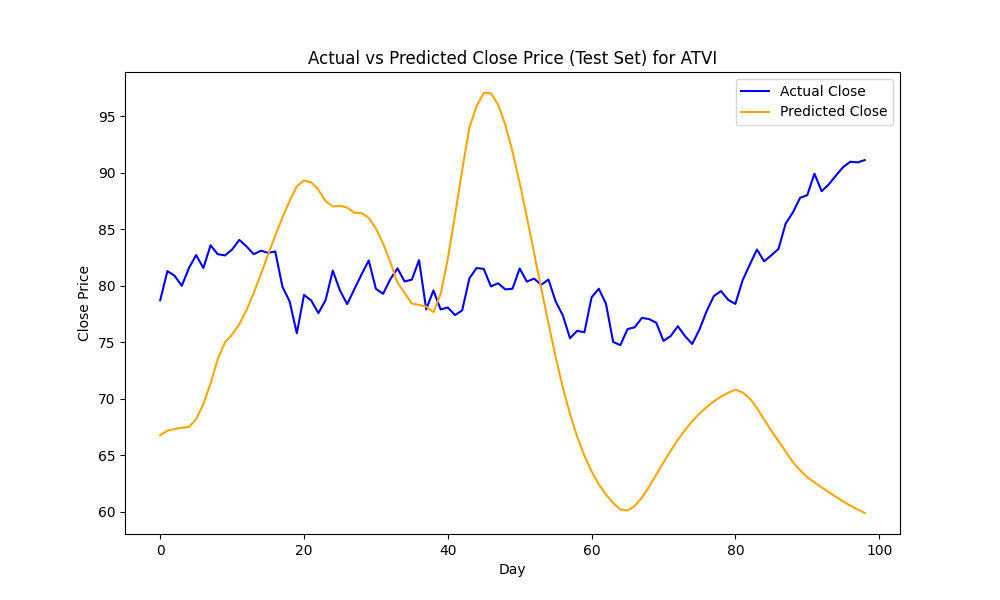 Actual vs Predicted Close Price (Test Set) for ATVI
Actual Close
Predicted Close
Close Price
95
90
85
80
75
70
65
60
0 20 40 60 80 100
Day